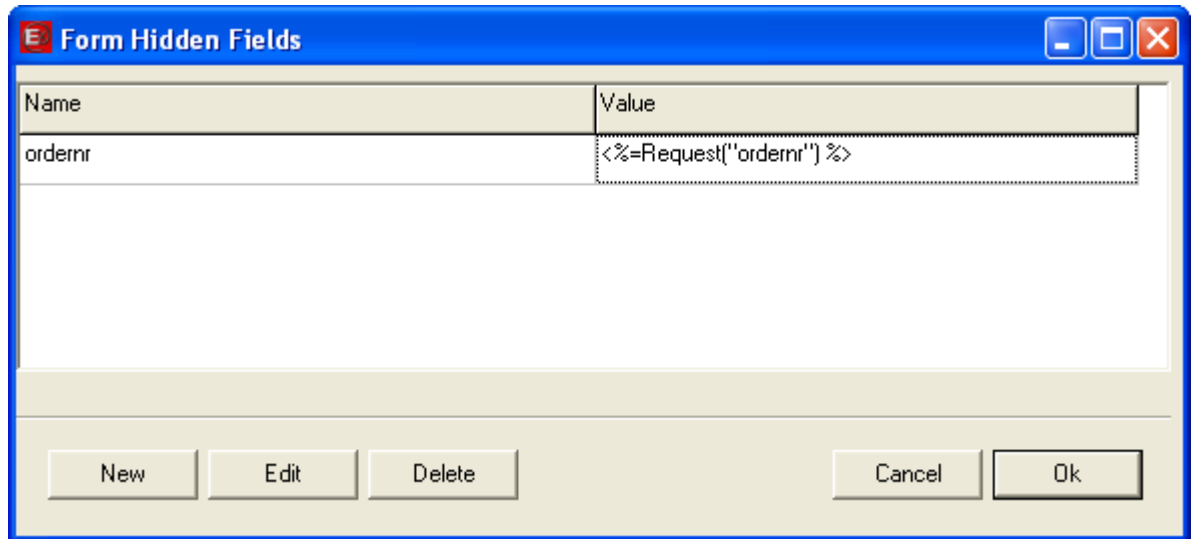 Form Hidden Fields
Name Value
ordernr <%=Request("ordernr") %>
New Edit Delete Cancel Ok